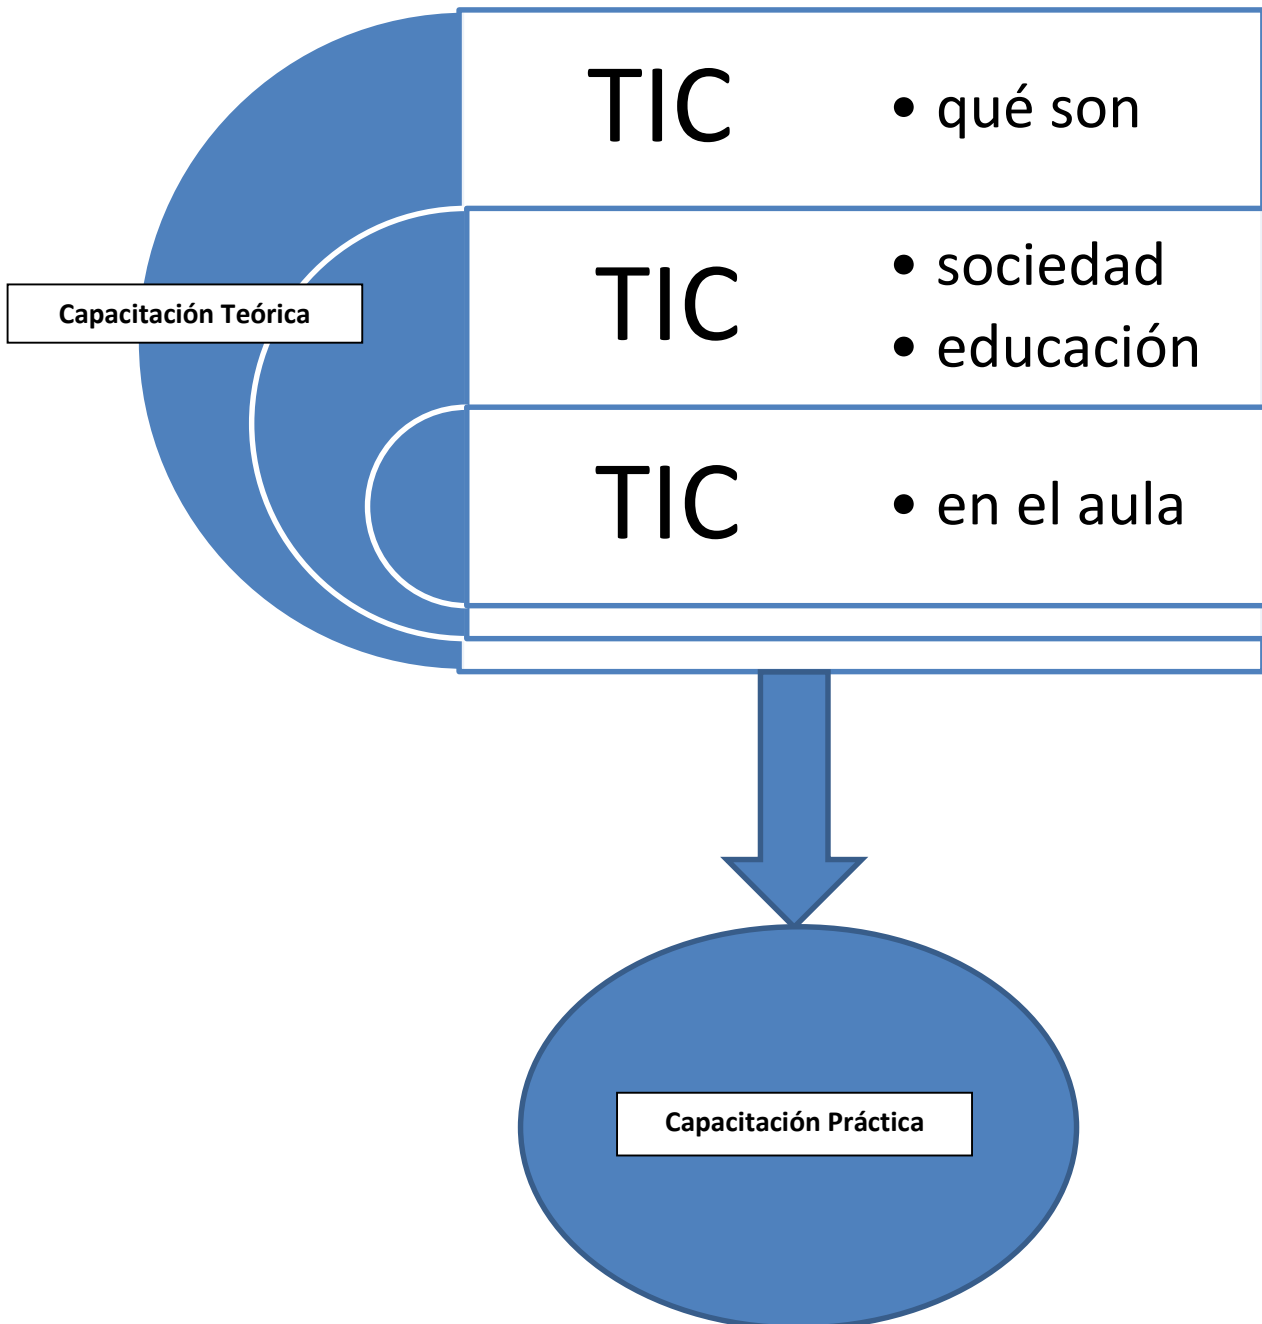 TIC
• qué son
TIC
• sociedad
• educación
Capacitación Teórica
TIC
• en el aula
Capacitación Práctica